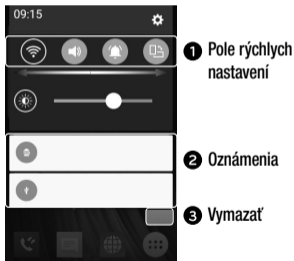 09:15
1 Pole rýchlych
nastavení
2 Oznámenia
3 Vymazať